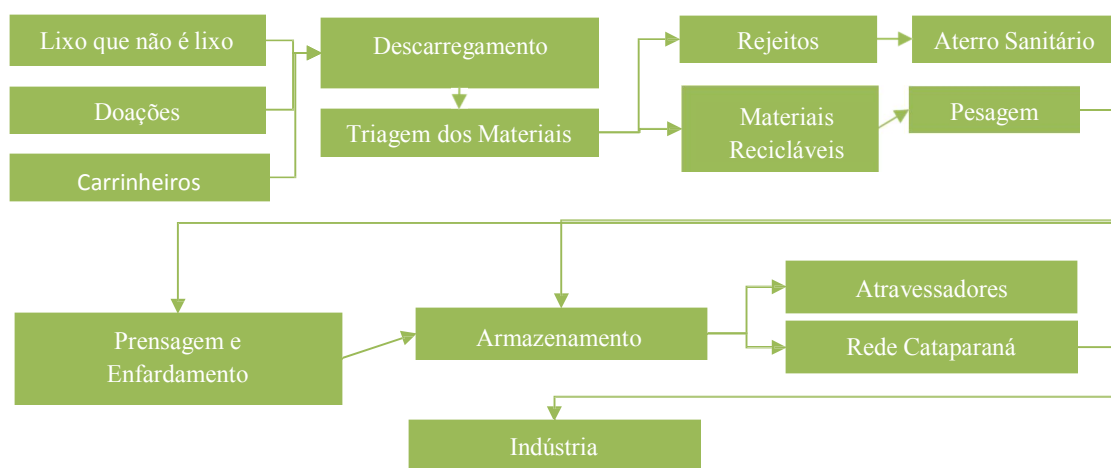 Lixo que não é lixo
Doações
Carrinheiros
Descarregamento
Triagem dos Materiais
Rejeitos
Aterro Sanitário
Materiais
Recicláveis
Pesagem
Prensagem e
Enfardamento
Armazenamento
Atravessadores
Rede Cataparaná
Indústria